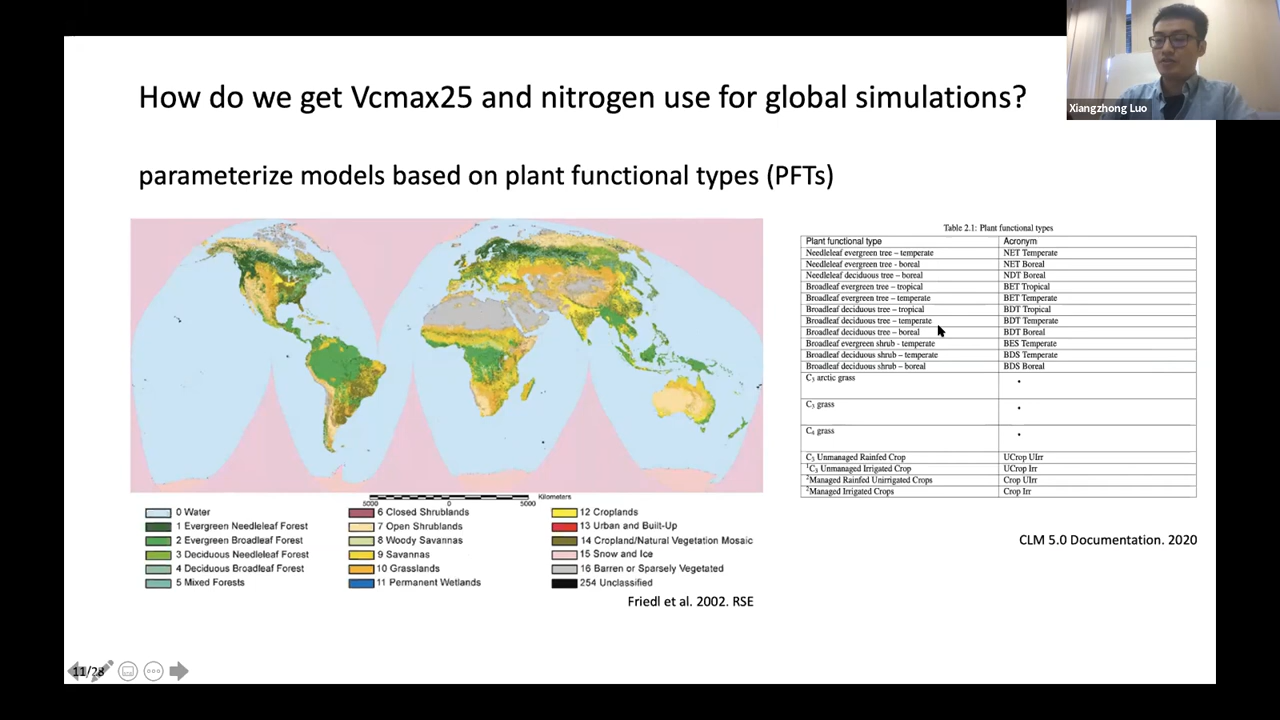 How do we get Vcmax25 and nitrogen use for global simulations?
Xiangzhong Luo
parameterize models based on plant functional types (PFTs)
5000 0 5000 Kilometers
0 Water
1 Evergreen Needleleaf Forest
2 Evergreen Broadleaf Forest
3 Deciduous Needleleaf Forest
4 Deciduous Broadleaf Forest
5 Mixed Forests
6 Closed Shrublands
7 Open Shrublands
8 Woody Savannas
9 Savannas
10 Grasslands
11 Permanent Wetlands
12 Croplands
13 Urban and Built-Up
14 Cropland/Natural Vegetation Mosaic
15 Snow and Ice
16 Barren or Sparsely Vegetated
254 Unclassified
Friedl et al. 2002. RSE
Table 2.1: Plant functional types
Plant functional type Acronym
Needleleaf evergreen tree – temperate NET Temperate
Needleleaf evergreen tree - boreal NET Boreal
Needleleaf deciduous tree – boreal NDT Boreal
Broadleaf evergreen tree – tropical BET Tropical
Broadleaf evergreen tree – temperate BET Temperate
Broadleaf deciduous tree – tropical BDT Tropical
Broadleaf deciduous tree – temperate BDT Temperate
Broadleaf deciduous tree – boreal BDT Boreal
Broadleaf evergreen shrub - temperate BES Temperate
Broadleaf deciduous shrub – temperate BDS Temperate
Broadleaf deciduous shrub – boreal BDS Boreal
C₃ arctic grass •
C₃ grass •
C₄ grass •
C₃ Unmanaged Rainfed Crop UCrop UIrr
¹C₃ Unmanaged Irrigated Crop UCrop Irr
²Managed Rainfed Unirrigated Crops Crop UIrr
²Managed Irrigated Crops Crop Irr
CLM 5.0 Documentation. 2020
11/28